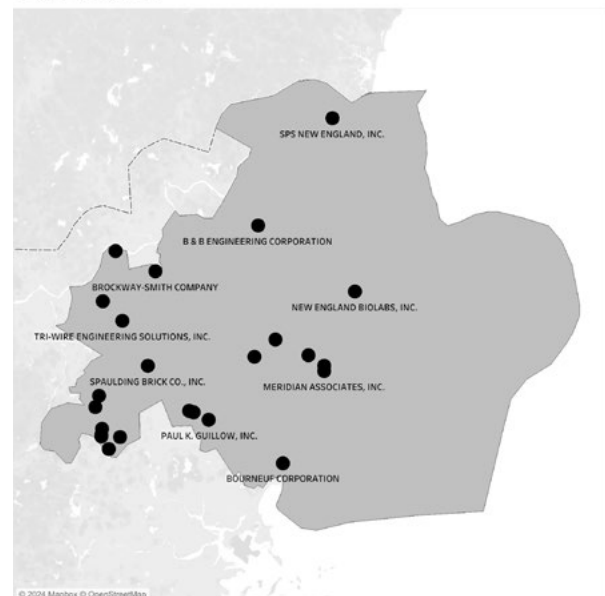 SPS NEW ENGLAND, INC.
B & B ENGINEERING CORPORATION
BROCKWAY-SMITH COMPANY
NEW ENGLAND BIOLABS, INC.
TRI-WIRE ENGINEERING SOLUTIONS, INC.
SPAULDING BRICK CO., INC.
MERIDIAN ASSOCIATES, INC.
PAUL K. GUILLOW, INC.
BOURNEUF CORPORATION
© 2024 Mapbox © OpenStreetMap